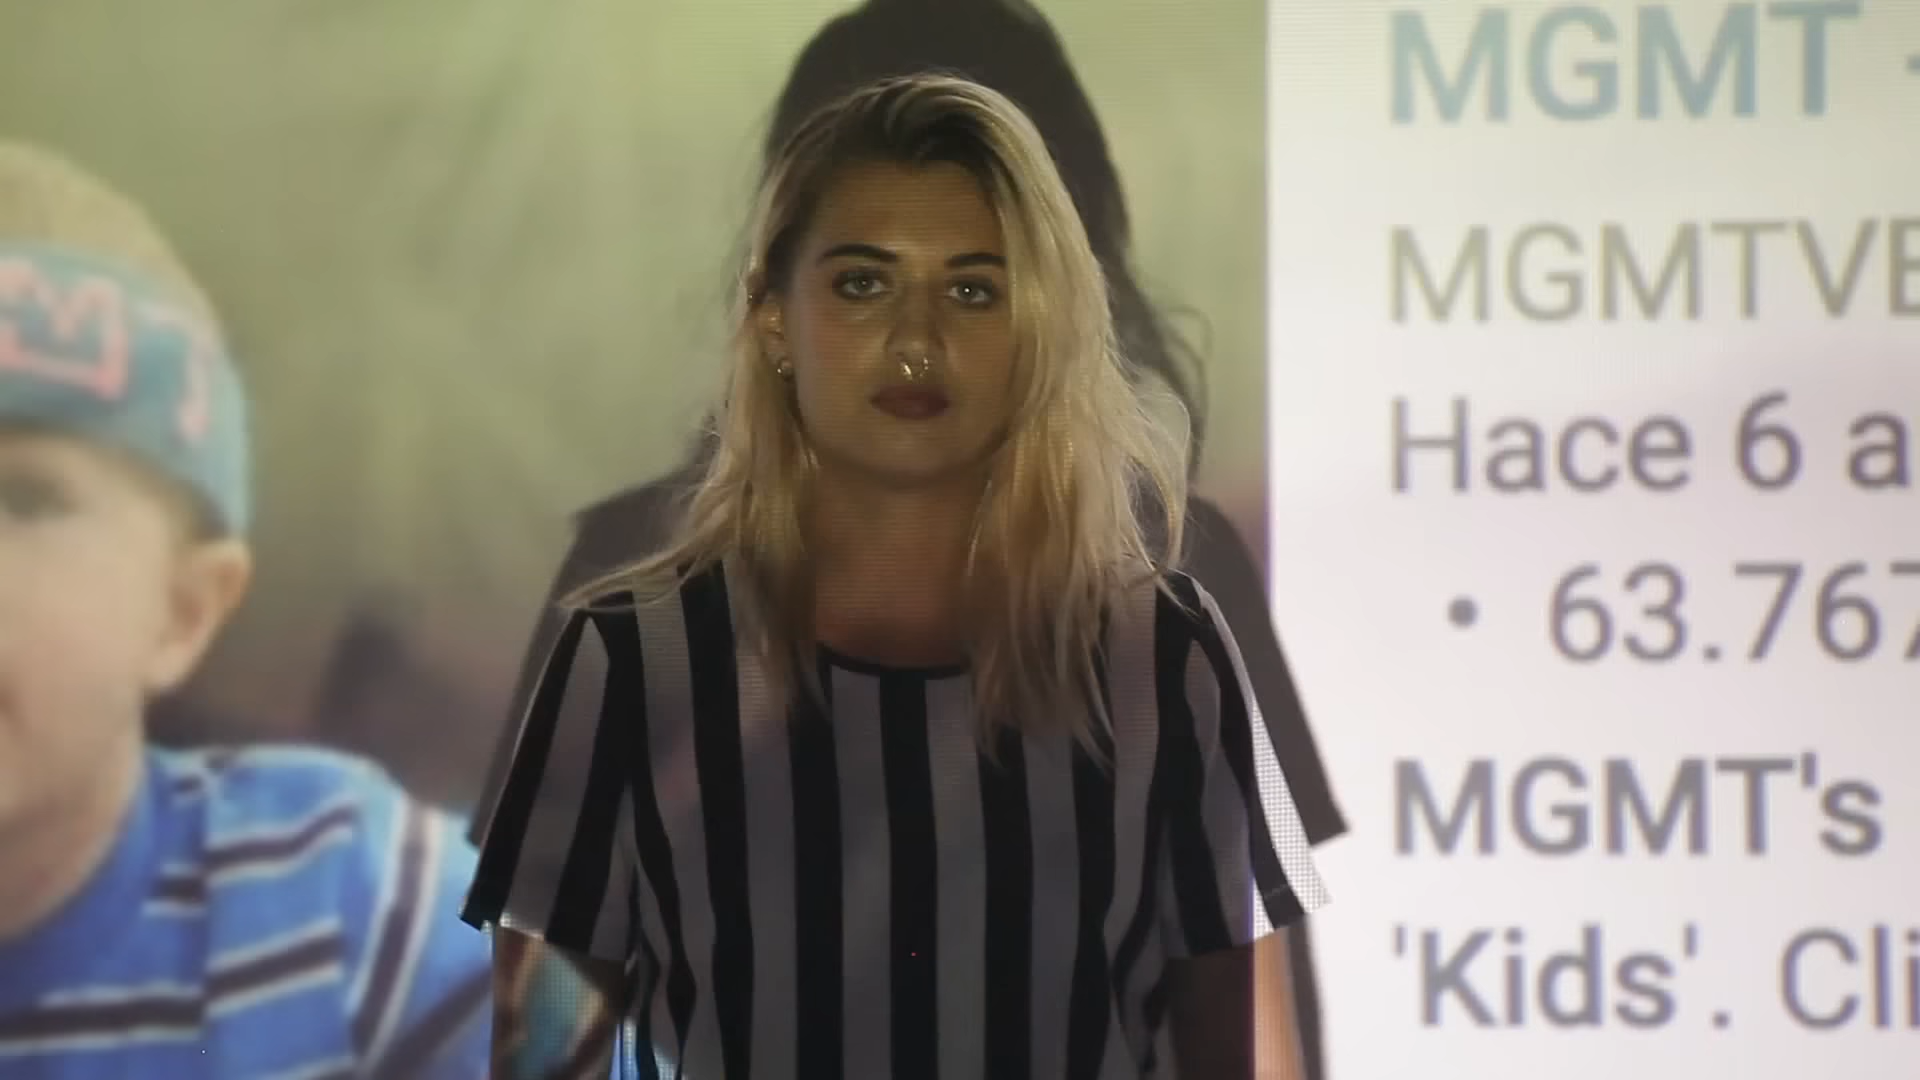 MGMT
MGMTVE
Hace 6 a
• 63.767
MGMT's
'Kids'. Cli